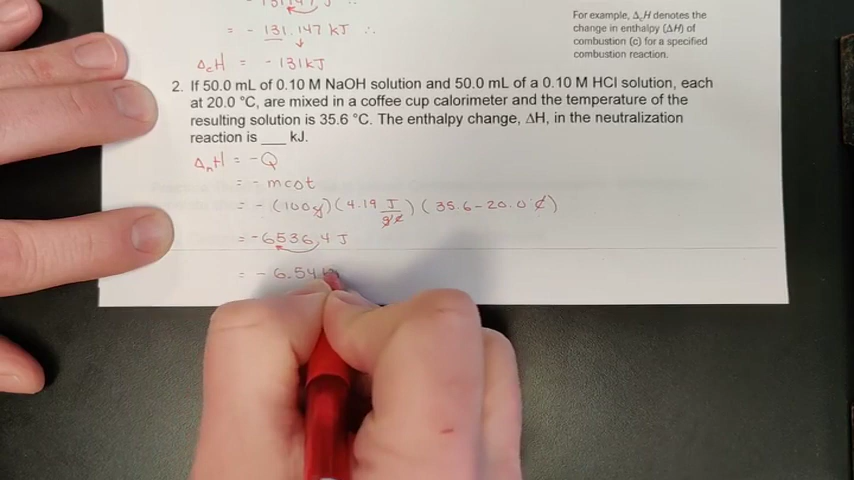 - 131.147 J ∴
= - 131.147 kJ ∴
For example, ΔcH denotes the
change in enthalpy (ΔH) of
combustion (c) for a specified
combustion reaction.
ΔcH = - 131kJ
2. If 50.0 mL of 0.10 M NaOH solution and 50.0 mL of a 0.10 M HCl solution, each
at 20.0 °C, are mixed in a coffee cup calorimeter and the temperature of the
resulting solution is 35.6 °C. The enthalpy change, ΔH, in the neutralization
reaction is ___ kJ.
ΔnH = -Q
= - mcΔt
= - (100g)(4.19 J/g°C)(35.6-20.0°C)
= -6536.4 J
= - 6.54 k